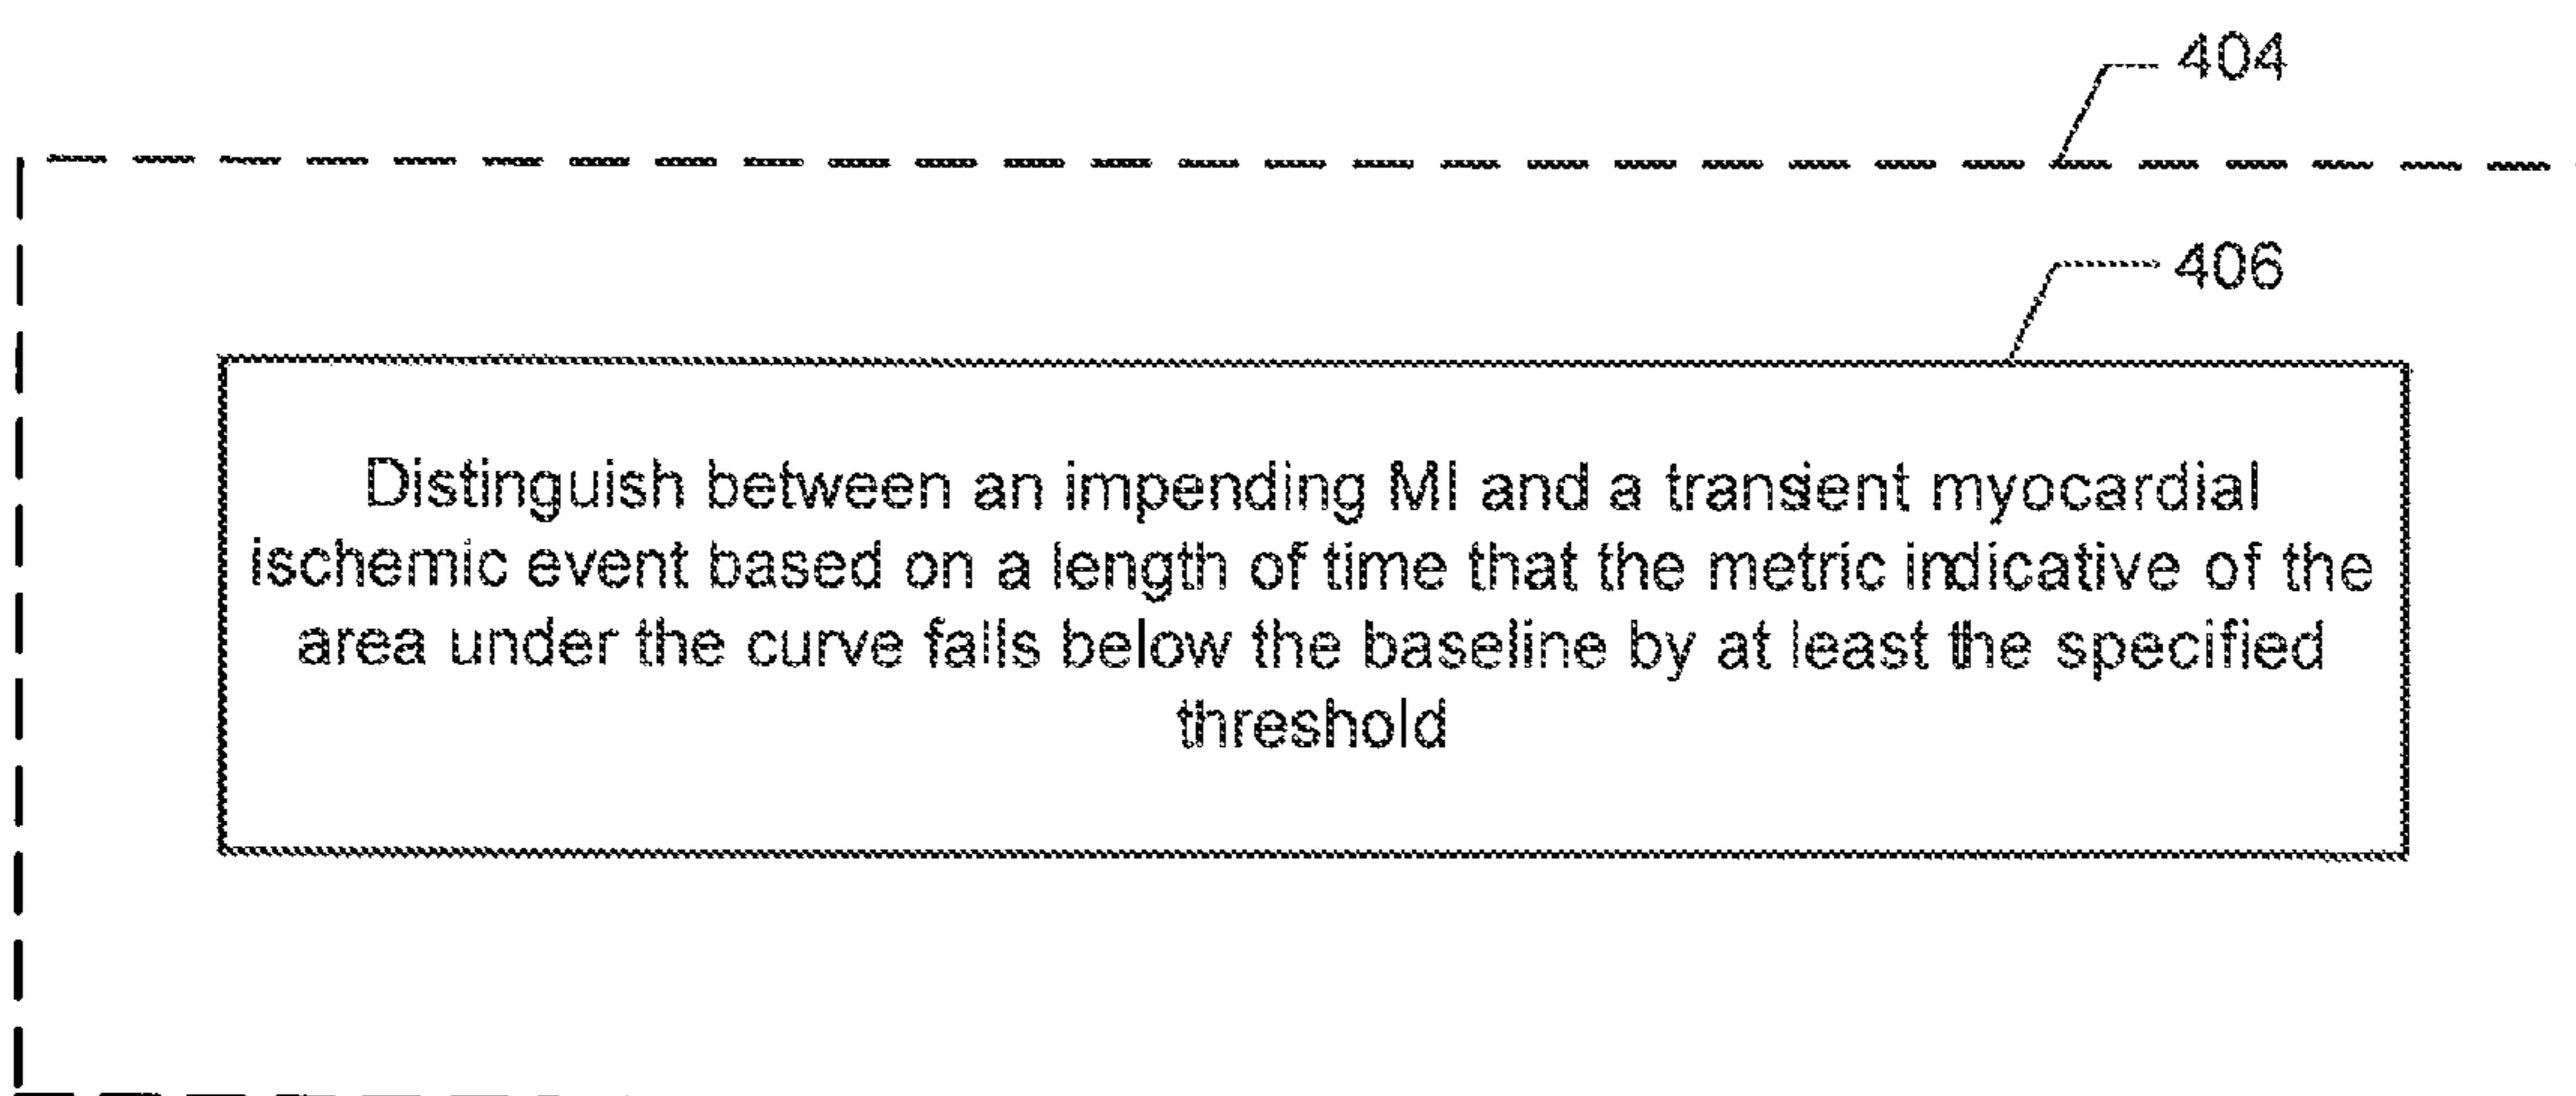 404
406
Distinguish between an impending MI and a transient myocardial
ischemic event based on a length of time that the metric indicative of the
area under the curve falls below the baseline by at least the specified
threshold